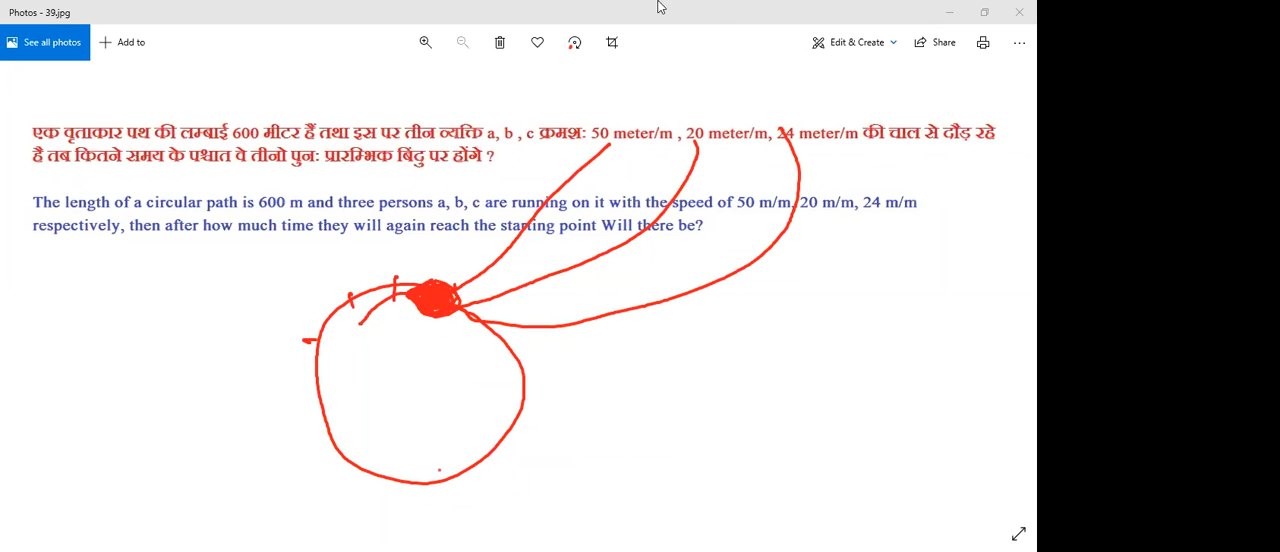 Photos - 39.jpg
See all photos
Add to
Edit & Create
Share
एक वृताकार पथ की लम्बाई 600 मीटर हैं तथा इस पर तीन व्यक्ति a, b , c क्रमश: 50 meter/m , 20 meter/m, 24 meter/m की चाल से दौड़ रहे
है तब कितने समय के पश्चात वे तीनो पुन: प्रारम्भिक बिंदु पर होंगे ?
The length of a circular path is 600 m and three persons a, b, c are running on it with the speed of 50 m/m, 20 m/m, 24 m/m
respectively, then after how much time they will again reach the starting point Will there be?